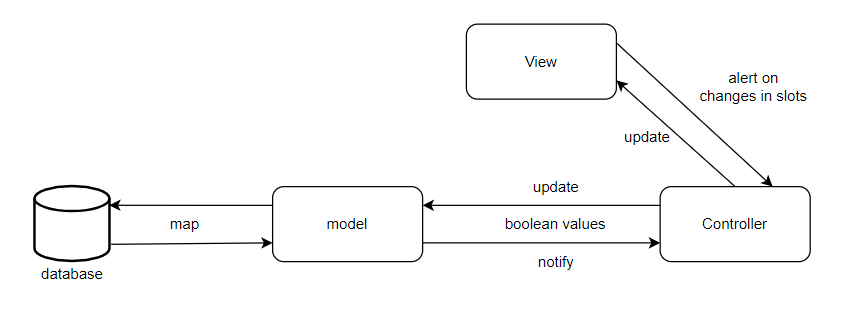 View
alert on
changes in slots
update
update
map
model
boolean values
Controller
notify
database